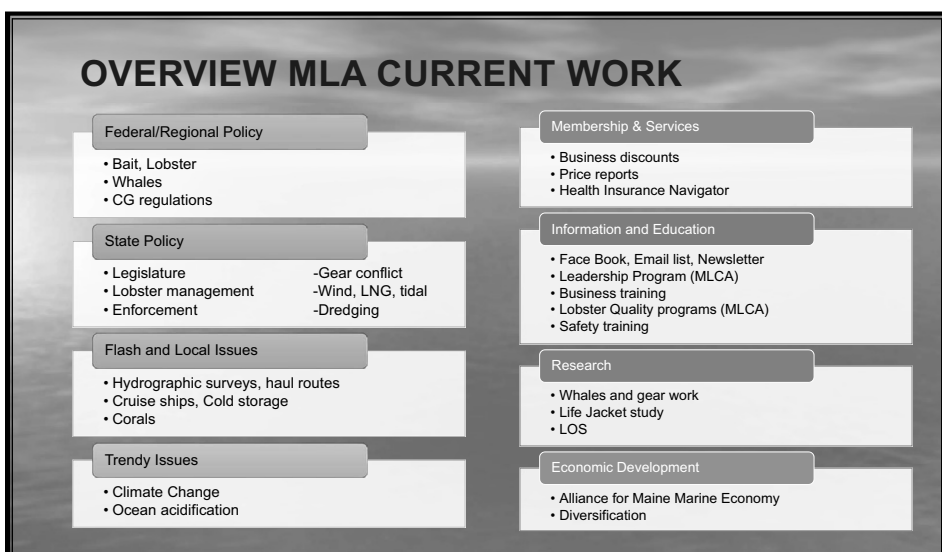 OVERVIEW MLA CURRENT WORK
Federal/Regional Policy
• Bait, Lobster
• Whales
• CG regulations
State Policy
• Legislature -Gear conflict
• Lobster management -Wind, LNG, tidal
• Enforcement -Dredging
Flash and Local Issues
• Hydrographic surveys, haul routes
• Cruise ships, Cold storage
• Corals
Trendy Issues
• Climate Change
• Ocean acidification
Membership & Services
• Business discounts
• Price reports
• Health Insurance Navigator
Information and Education
• Face Book, Email list, Newsletter
• Leadership Program (MLCA)
• Business training
• Lobster Quality programs (MLCA)
• Safety training
Research
• Whales and gear work
• Life Jacket study
• LOS
Economic Development
• Alliance for Maine Marine Economy
• Diversification